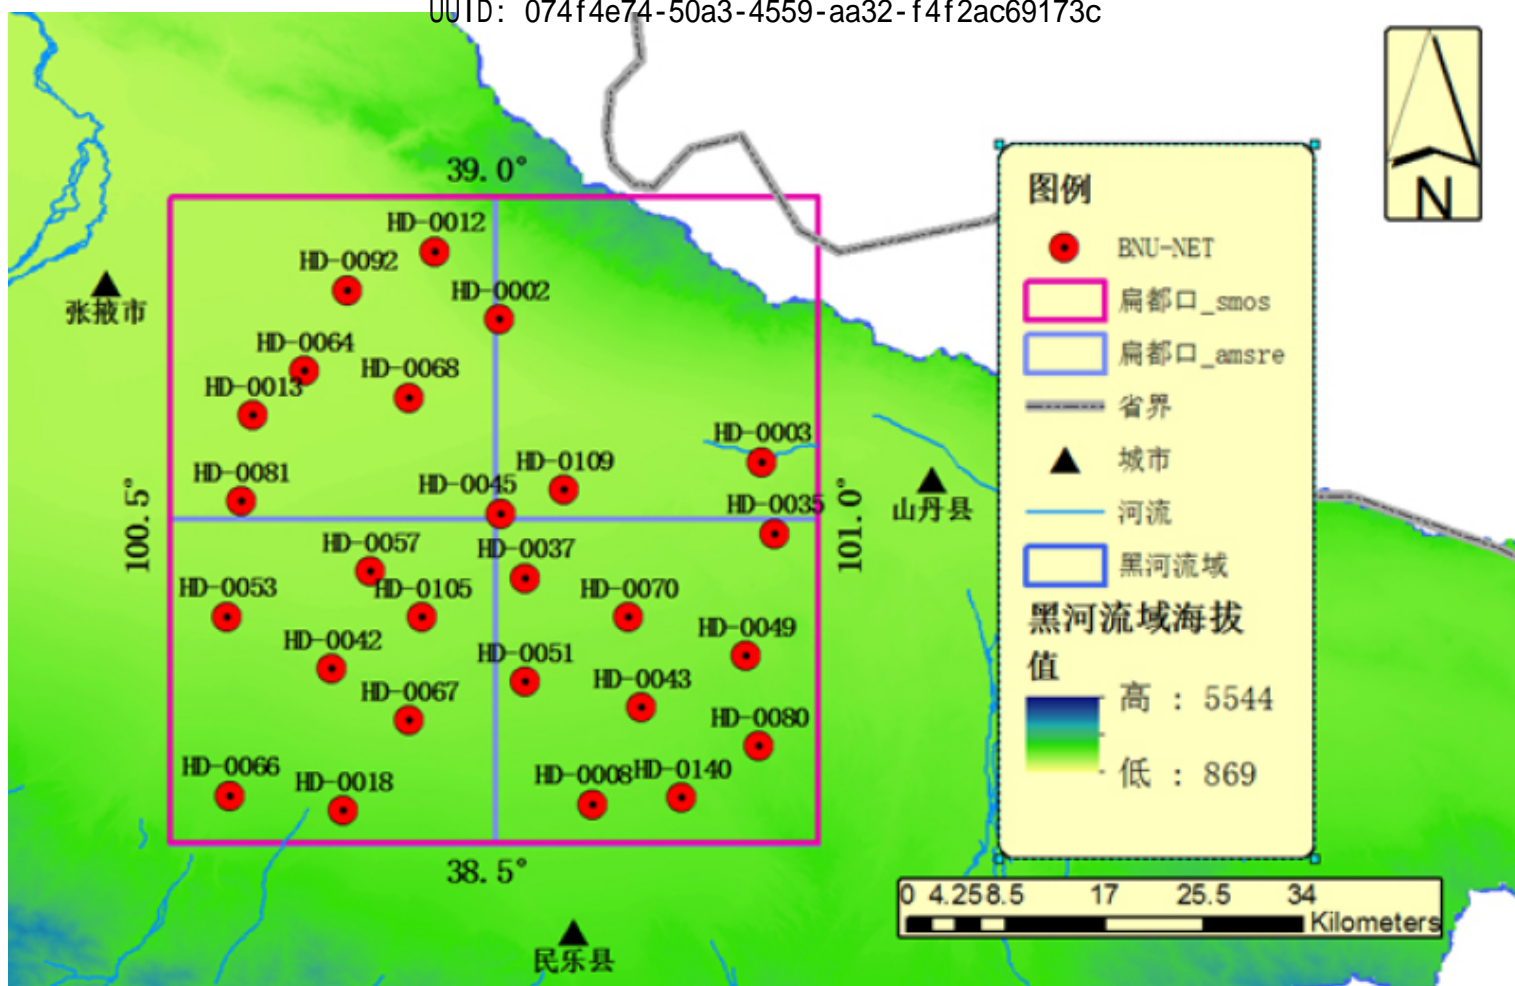 UUID: 074f4e74-50a3-4559-aa32-f4f2ac69173c
39.0°
HD-0012
HD-0092
HD-0002
张掖市
HD-0064
HD-0068
HD-0013
HD-0003
HD-0109
HD-0081
HD-0045
HD-0035
100.5°
101.0°
山丹县
HD-0057
HD-0037
HD-0053
HD-0105
HD-0070
HD-0042
HD-0051
HD-0049
HD-0067
HD-0043
HD-0080
HD-0066
HD-0018
HD-0008
HD-0140
38.5°
民乐县
N
图例
BNU-NET
扁都口_smos
扁都口_amsre
省界
城市
河流
黑河流域
黑河流域海拔
值
高 : 5544
低 : 869
0 4.25 8.5 17 25.5 34
Kilometers